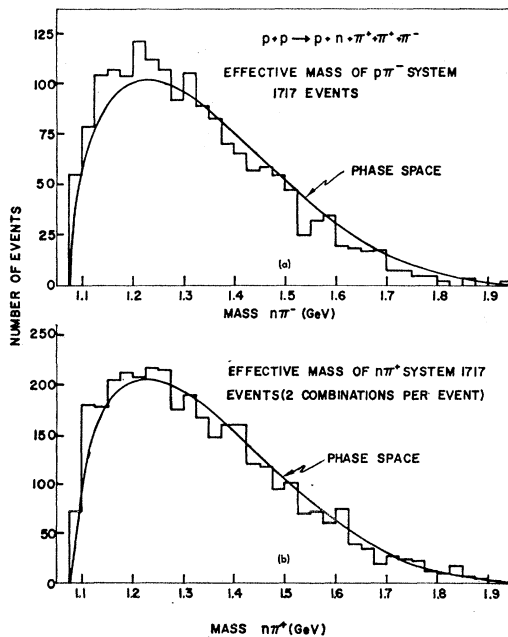 p + p → p + n + π⁺ + π⁺ + π⁻
EFFECTIVE MASS OF pπ⁻ SYSTEM
1717 EVENTS
PHASE SPACE
(a)
125
100
75
50
25
0
1.1 1.2 1.3 1.4 1.5 1.6 1.7 1.8 1.9
MASS nπ⁻ (GeV)
NUMBER OF EVENTS
EFFECTIVE MASS OF nπ⁺ SYSTEM 1717
EVENTS (2 COMBINATIONS PER EVENT)
PHASE SPACE
(b)
250
200
150
100
50
0
1.1 1.2 1.3 1.4 1.5 1.6 1.7 1.8 1.9
MASS nπ⁺ (GeV)